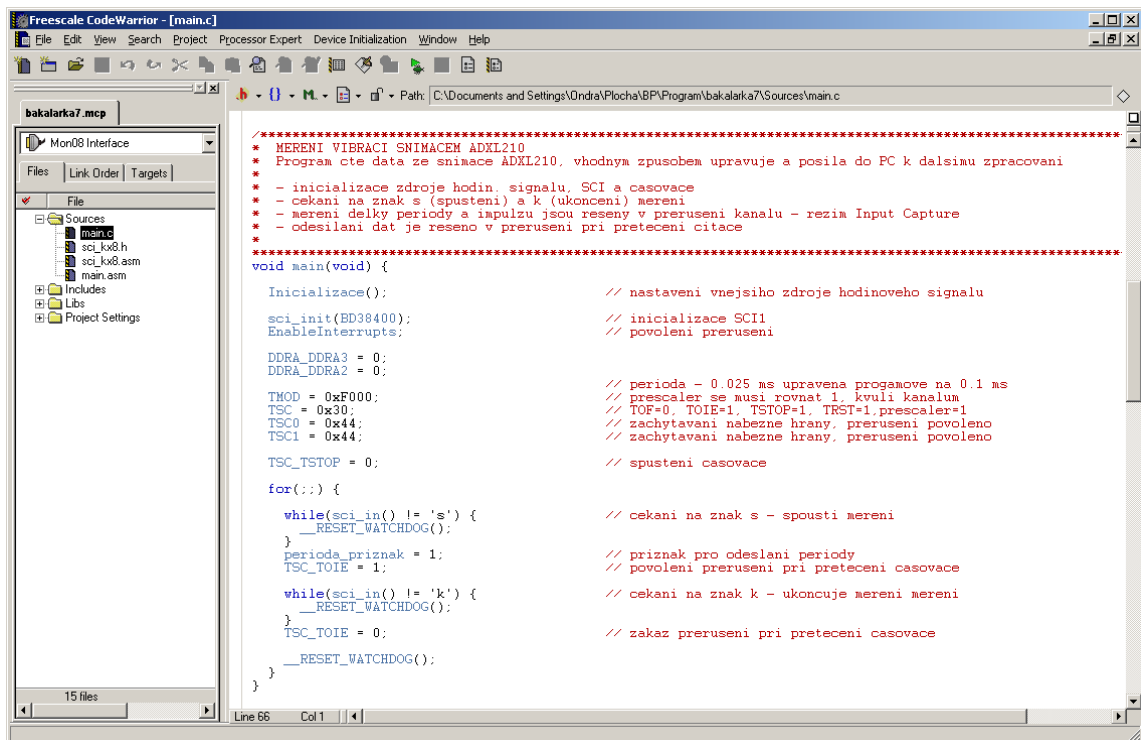 Freescale CodeWarrior - [main.c]
File Edit View Search Project Processor Expert Device Initialization Window Help
Path: C:\Documents and Settings\Ondra\Plocha\BP\Program\bakalarka7\Sources\main.c
bakalarka7.mcp
Mon08 Interface
Files Link Order Targets
File
Sources
main.c
sci_kx8.h
sci_kx8.asm
main.asm
Includes
Libs
Project Settings
15 files
/******************************************************************************************************
* MERENI VIBRACI SNIMACEM ADXL210
* Program cte data ze snimace ADXL210, vhodnym zpusobem upravuje a posila do PC k dalsimu zpracovani
*
* - inicializace zdroje hodin. signalu, SCI a casovace
* - cekani na znak s (spusteni) a k (ukonceni) mereni
* - mereni delky periody a impulzu jsou reseny v preruseni kanalu - rezim Input Capture
* - odesilani dat je reseno v preruseni pri preteceni citace
*
*******************************************************************************************************
void main(void) {
Inicializace(); // nastaveni vnejsiho zdroje hodinoveho signalu
sci_init(BD38400); // inicializace SCI1
EnableInterrupts; // povoleni preruseni
DDRA_DDRA3 = 0;
DDRA_DDRA2 = 0;
// perioda - 0.025 ms upravena progamove na 0.1 ms
TMOD = 0xF000; // prescaler se musi rovnat 1, kvuli kanalum
TSC = 0x30; // TOF=0, TOIE=1, TSTOP=1, TRST=1,prescaler=1
TSC0 = 0x44; // zachytavani nabezne hrany, preruseni povoleno
TSC1 = 0x44; // zachytavani nabezne hrany, preruseni povoleno
TSC_TSTOP = 0; // spusteni casovace
for(;;) {
while(sci_in() != 's') { // cekani na znak s - spousti mereni
__RESET_WATCHDOG();
}
perioda_priznak = 1; // priznak pro odeslani periody
TSC_TOIE = 1; // povoleni preruseni pri preteceni casovace
while(sci_in() != 'k') { // cekani na znak k - ukoncuje mereni mereni
__RESET_WATCHDOG();
}
TSC_TOIE = 0; // zakaz preruseni pri preteceni casovace
__RESET_WATCHDOG();
}
}
Line 66 Col 1